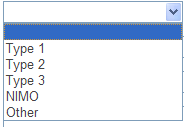 Type 1
Type 2
Type 3
NIMO
Other